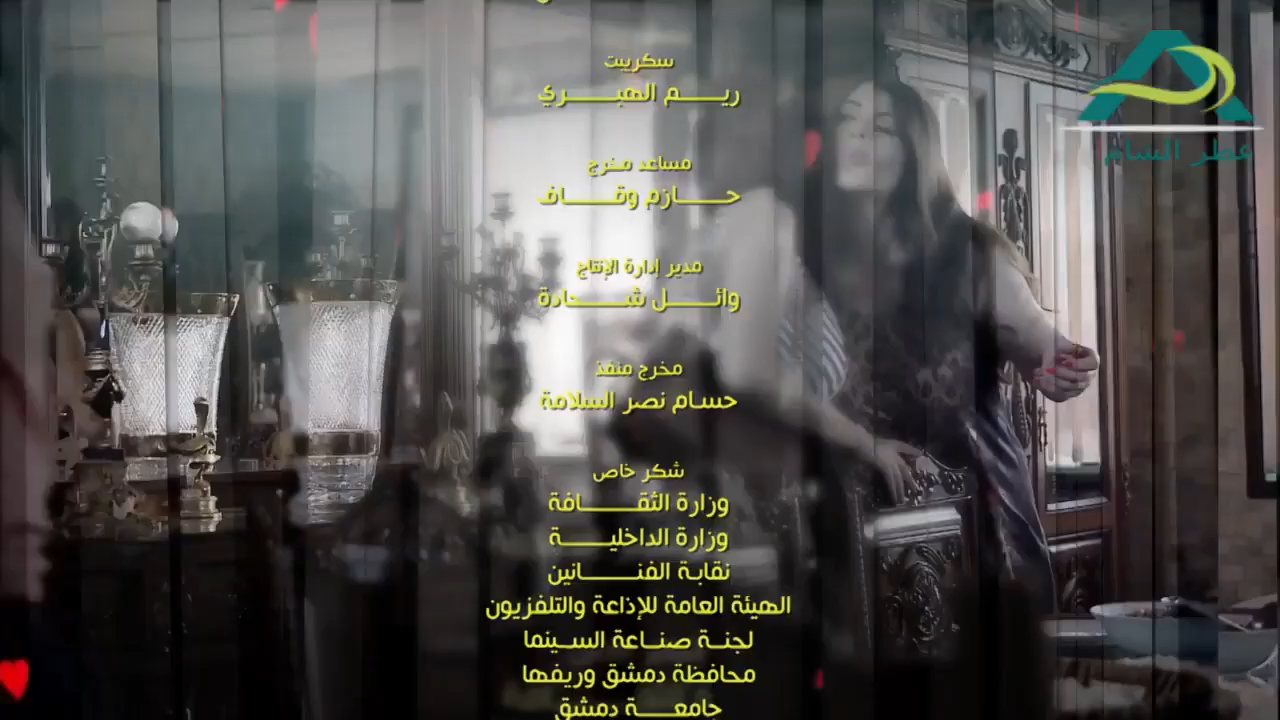 عطر الشام
سكريبت
ريم الهبري
مساعد مخرج
حازم وقاف
مدير إدارة الإنتاج
وائل شحادة
مخرج منفذ
حسام نصر السلامة
شكر خاص
وزارة الثقافة
وزارة الداخلية
نقابة الفنانين
الهيئة العامة للإذاعة والتلفزيون
لجنة صناعة السينما
محافظة دمشق وريفها
جامعة دمشق